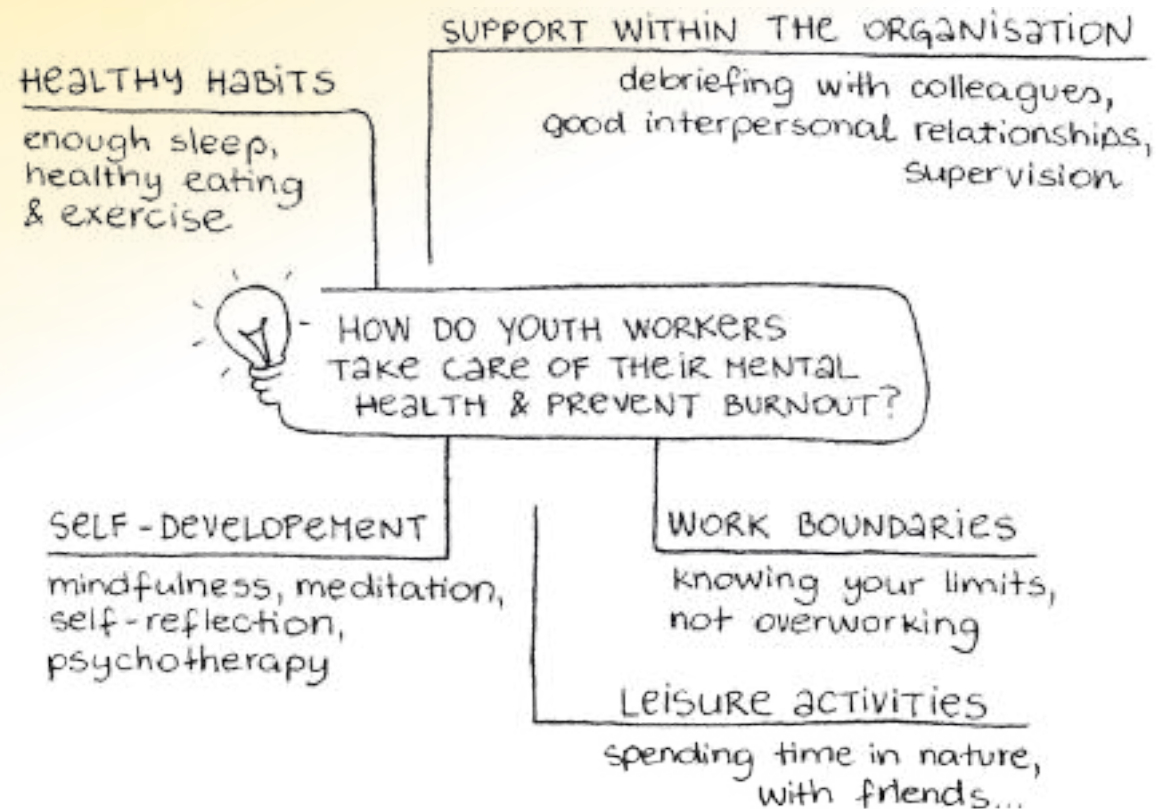 SUPPORT WITHIN THE ORGANISATION
debriefing with colleagues,
good interpersonal relationships,
supervision
HEALTHY HABITS
enough sleep,
healthy eating
& exercise
HOW DO YOUTH WORKERS
TAKE CARE OF THEIR MENTAL
HEALTH & PREVENT BURNOUT?
SELF-DEVELOPEMENT
mindfulness, meditation,
self-reflection,
psychotherapy
WORK BOUNDARIES
knowing your limits,
not overworking
LEISURE ACTIVITIES
spending time in nature,
with friends...